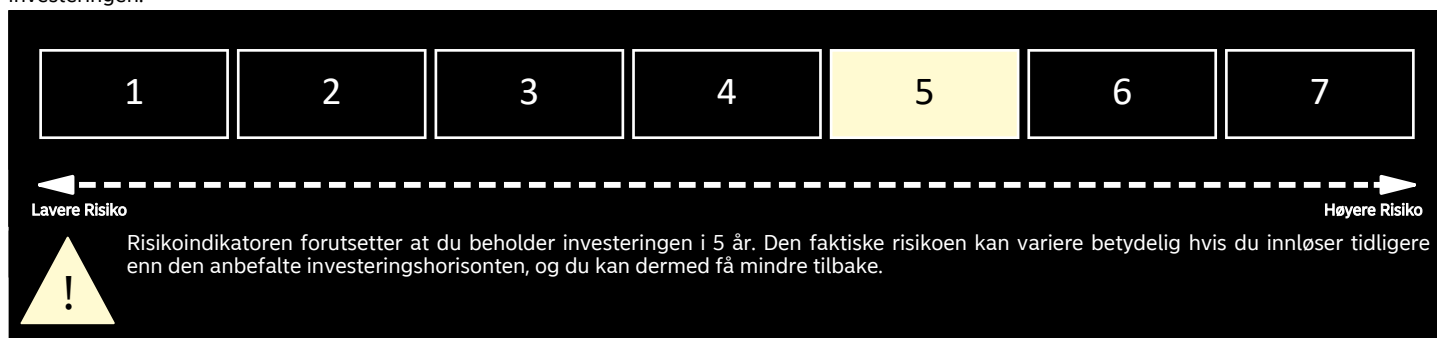 investeringen.
1 2 3 4 5 6 7
Lavere Risiko Høyere Risiko
Risikoindikatoren forutsetter at du beholder investeringen i 5 år. Den faktiske risikoen kan variere betydelig hvis du innløser tidligere
enn den anbefalte investeringshorisonten, og du kan dermed få mindre tilbake.
!